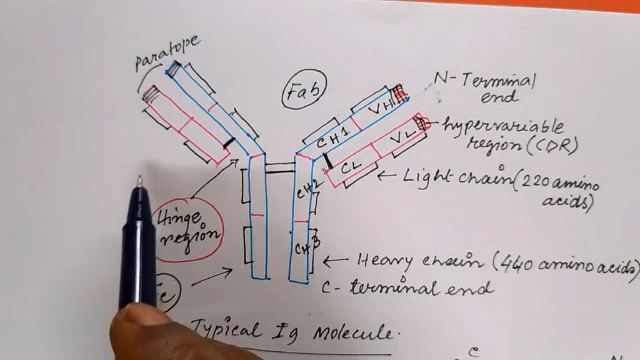 Paratope
Fab
N-Terminal
end
VH
CH1
hypervariable
region (CDR)
VL
CL
Light chain (220 amino
acids)
CH2
Hinge
region
CH3
Heavy chain (440 amino acids)
C-terminal end
Typical Ig Molecule.